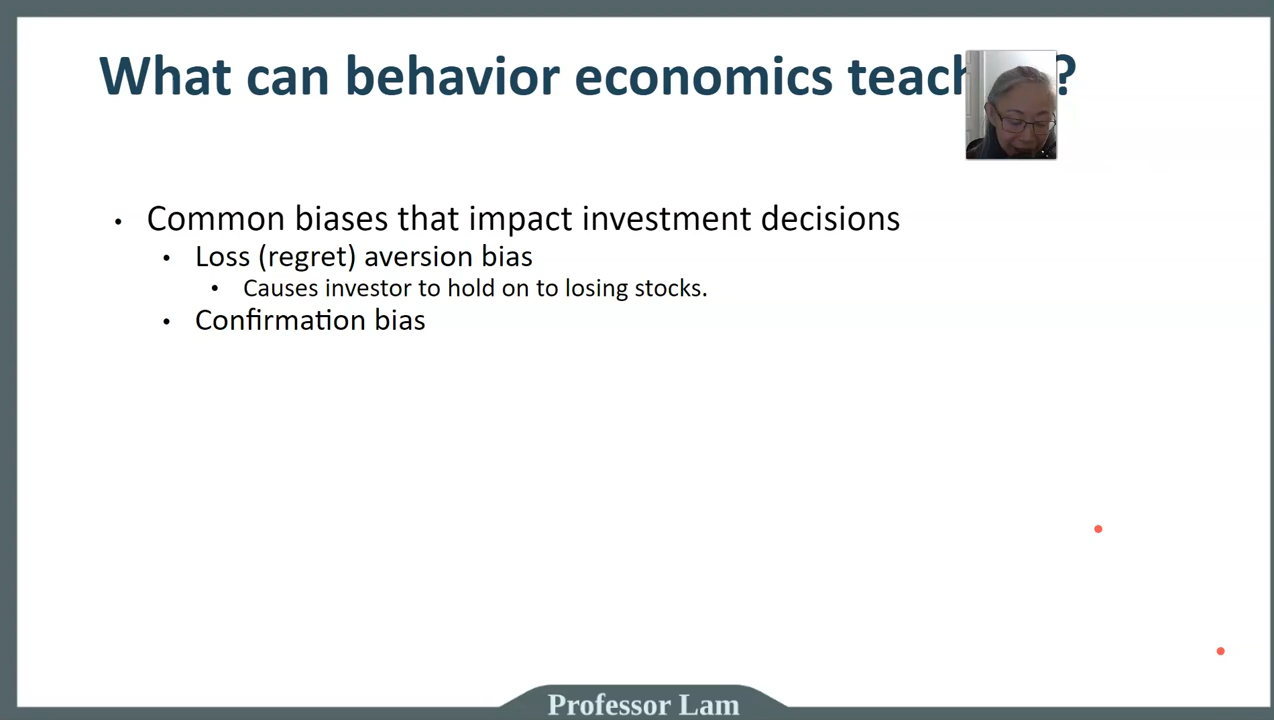 What can behavior economics teach ?
• Common biases that impact investment decisions
• Loss (regret) aversion bias
• Causes investor to hold on to losing stocks.
• Confirmation bias
Professor Lam